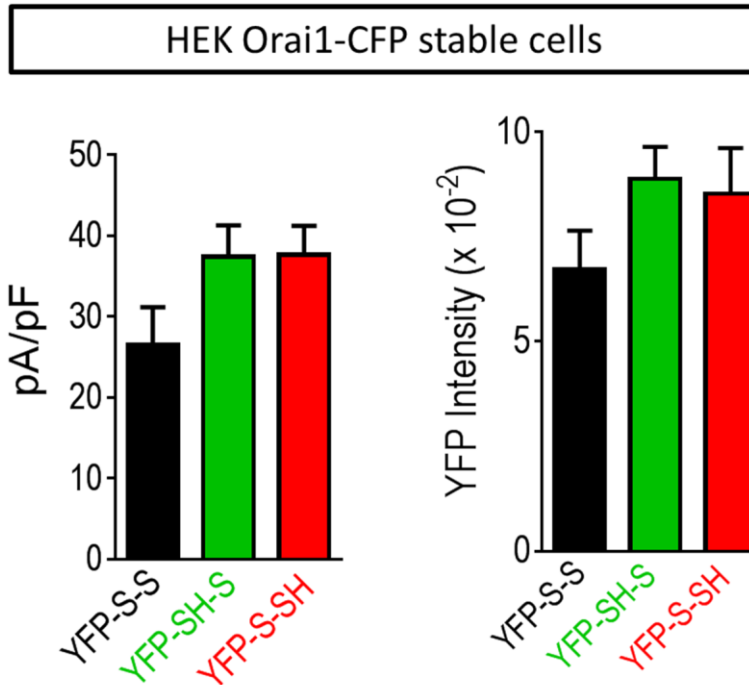 HEK Orai1-CFP stable cells
pA/pF
50
40
30
20
10
0
YFP-S-S
YFP-SH-S
YFP-S-SH
YFP Intensity (x 10⁻²)
10
5
0
YFP-S-S
YFP-SH-S
YFP-S-SH